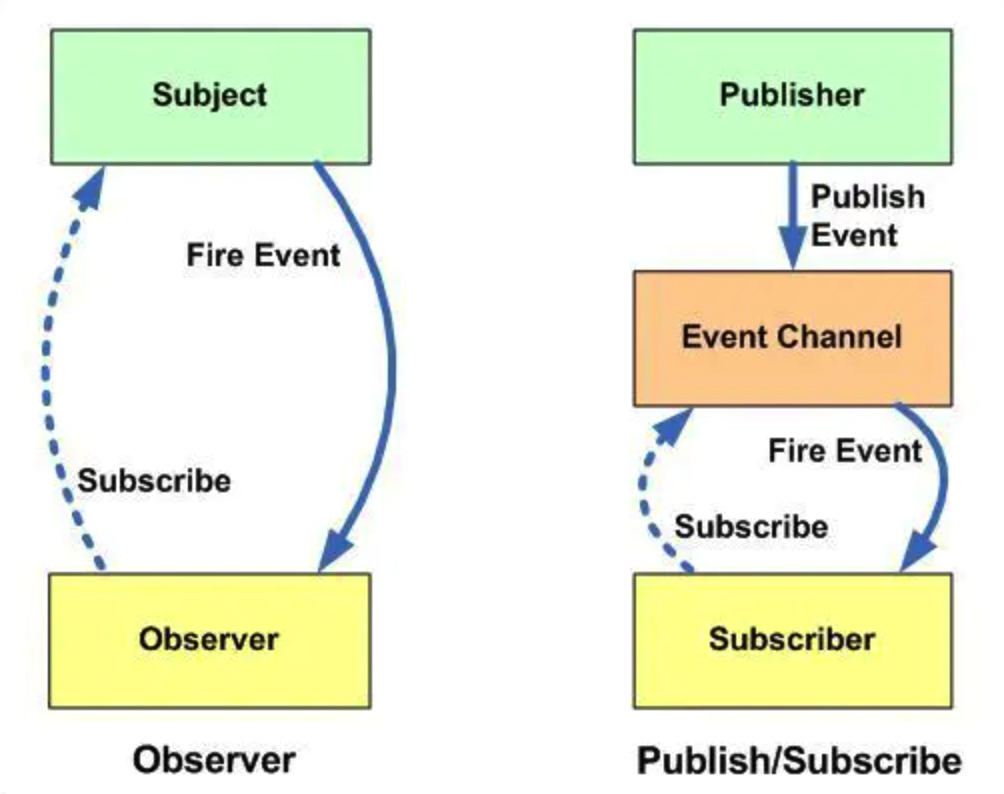 Subject
Fire Event
Subscribe
Observer
Observer
Publisher
Publish
Event
Event Channel
Fire Event
Subscribe
Subscriber
Publish/Subscribe